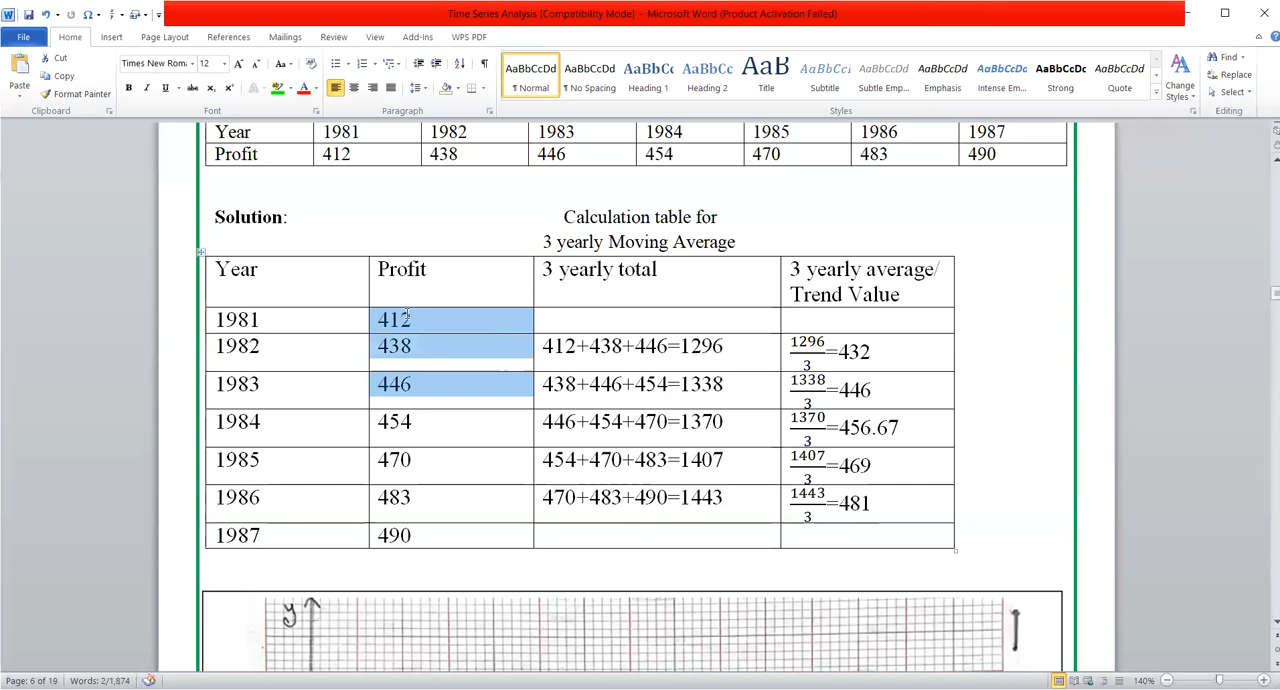 Time Series Analysis [Compatibility Mode] - Microsoft Word (Product Activation Failed)
File Home Insert Page Layout References Mailings Review View Add-Ins WPS PDF
Paste Cut Copy Format Painter
Times New Rom 12
B I U abc
AaBbCcDd AaBbCcDd AaBbCc AaBbCc AaB AaBbCcI AaBbCcDd AaBbCcDd AaBbCcDd AaBbCcDc AaBbCcDd
¶ Normal ¶ No Spacing Heading 1 Heading 2 Title Subtitle Subtle Emp... Emphasis Intense Em... Strong Quote
Change Styles
Find Replace Select
Clipboard Font Paragraph Styles Editing
Year 1981 1982 1983 1984 1985 1986 1987
Profit 412 438 446 454 470 483 490
Solution: Calculation table for
3 yearly Moving Average
Year Profit 3 yearly total 3 yearly average/
Trend Value
1981 412
1982 438 412+438+446=1296 1296/3=432
1983 446 438+446+454=1338 1338/3=446
1984 454 446+454+470=1370 1370/3=456.67
1985 470 454+470+483=1407 1407/3=469
1986 483 470+483+490=1443 1443/3=481
1987 490
y
Page: 6 of 19 Words: 2/1,874 140%